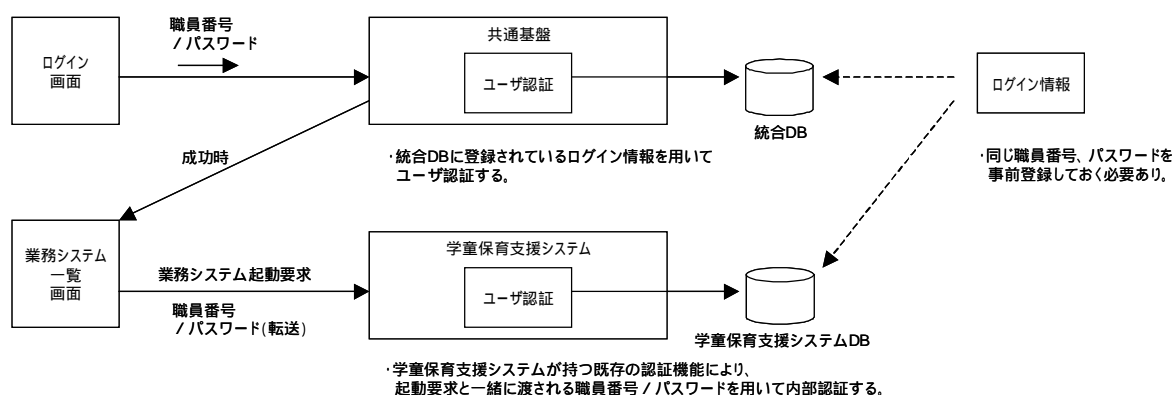 職員番号
/パスワード
ログイン
画面
共通基盤
ユーザ認証
統合DB
ログイン情報
成功時
・統合DBに登録されているログイン情報を用いて
ユーザ認証する。
・同じ職員番号、パスワードを
事前登録しておく必要あり。
業務システム
一覧
画面
業務システム起動要求
職員番号
/パスワード(転送)
学童保育支援システム
ユーザ認証
学童保育支援システムDB
・学童保育支援システムが持つ既存の認証機能により、
起動要求と一緒に渡される職員番号/パスワードを用いて内部認証する。